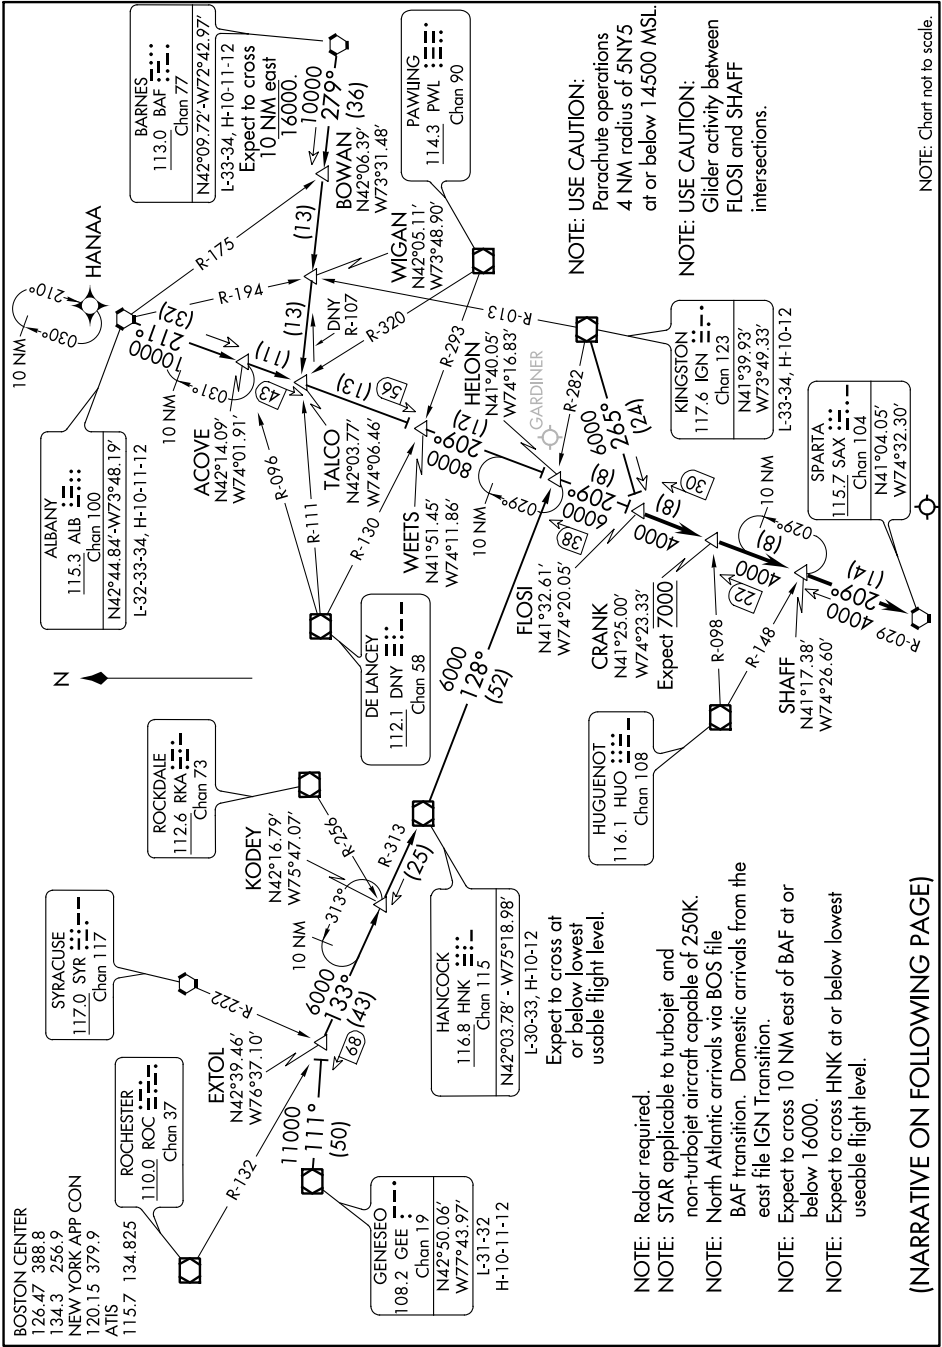 BOSTON CENTER
126.47 388.8
134.3 256.9
NEW YORK APP CON
120.15 379.9
ATIS
115.7 134.825
ROCHESTER
110.0 ROC
Chan 37
SYRACUSE
117.0 SYR
Chan 117
ROCKDALE
112.6 RKA
Chan 73
N
ALBANY
115.3 ALB
Chan 100
N42°44.84'-W73°48.19'
L-32-33-34, H-10-11-12
10 NM
210°
030°
HANAA
BARNES
113.0 BAF
Chan 77
N42°09.72'-W72°42.97'
L-33-34, H-10-11-12
Expect to cross
10 NM east
16000.
10000
279°
(36)
BOWAN
N42°06.39'
W73°31.48'
(13)
R-175
R-194
WIGAN
N42°05.11'
W73°48.90'
(13)
DNY
R-107
R-320
R-293
R-013
PAWLING
114.3 PWL
Chan 90
10000
211°
(32)
10 NM
031°
ACOVE
N42°14.09'
W74°01.91'
(11)
43
TALCO
N42°03.77'
W74°06.46'
(13)
56
R-096
R-111
R-130
DE LANCEY
112.1 DNY
Chan 58
WEETS
N41°51.45'
W74°11.86'
8000
209°
(12)
10 NM
029°
HELON
N41°40.05'
W74°16.83'
GARDINER
R-282
6000
265°
(24)
KINGSTON
117.6 IGN
Chan 123
N41°39.93'
W73°49.33'
L-33-34, H-10-12
FLOSI
N41°32.61'
W74°20.05'
6000
209°
(8)
38
CRANK
N41°25.00'
W74°23.33'
Expect 7000
4000
(8)
30
4000
(8)
22
10 NM
029°
SHAFF
N41°17.38'
W74°26.60'
4000
209°
(14)
R-029
SPARTA
115.7 SAX
Chan 104
N41°04.05'
W74°32.30'
R-098
R-148
HUGUENOT
116.1 HUO
Chan 108
6000
128°
(52)
KODEY
N42°16.79'
W75°47.07'
R-256
R-313
(25)
10 NM
313°
6000
133°
(43)
68
R-222
EXTOL
N42°39.46'
W76°37.10'
R-132
11000
111°
(50)
GENESEO
108.2 GEE
Chan 19
N42°50.06'
W77°43.97'
L-31-32
H-10-11-12
HANCOCK
116.8 HNK
Chan 115
N42°03.78' - W75°18.98'
L-30-33, H-10-12
Expect to cross at
or below lowest
usable flight level.
NOTE: USE CAUTION:
Parachute operations
4 NM radius of 5NY5
at or below 14500 MSL.
NOTE: USE CAUTION:
Glider activity between
FLOSI and SHAFF
intersections.
NOTE: Radar required.
NOTE: STAR applicable to turbojet and
non-turbojet aircraft capable of 250K.
NOTE: North Atlantic arrivals via BOS file
BAF transition. Domestic arrivals from the
east file IGN Transition.
NOTE: Expect to cross 10 NM east of BAF at or
below 16000.
NOTE: Expect to cross HNK at or below lowest
useable flight level.
(NARRATIVE ON FOLLOWING PAGE)
NOTE: Chart not to scale.